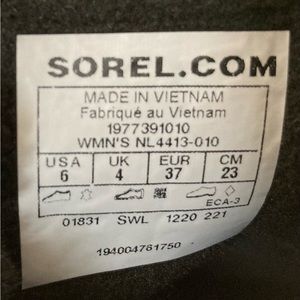 SOREL.COM
MADE IN VIETNAM
Fabriqué au Vietnam
1977391010
WMN'S NL4413-010
USA UK EUR CM
6 4 37 23
ECA-3
01831 SWL 1220 221
194004761750